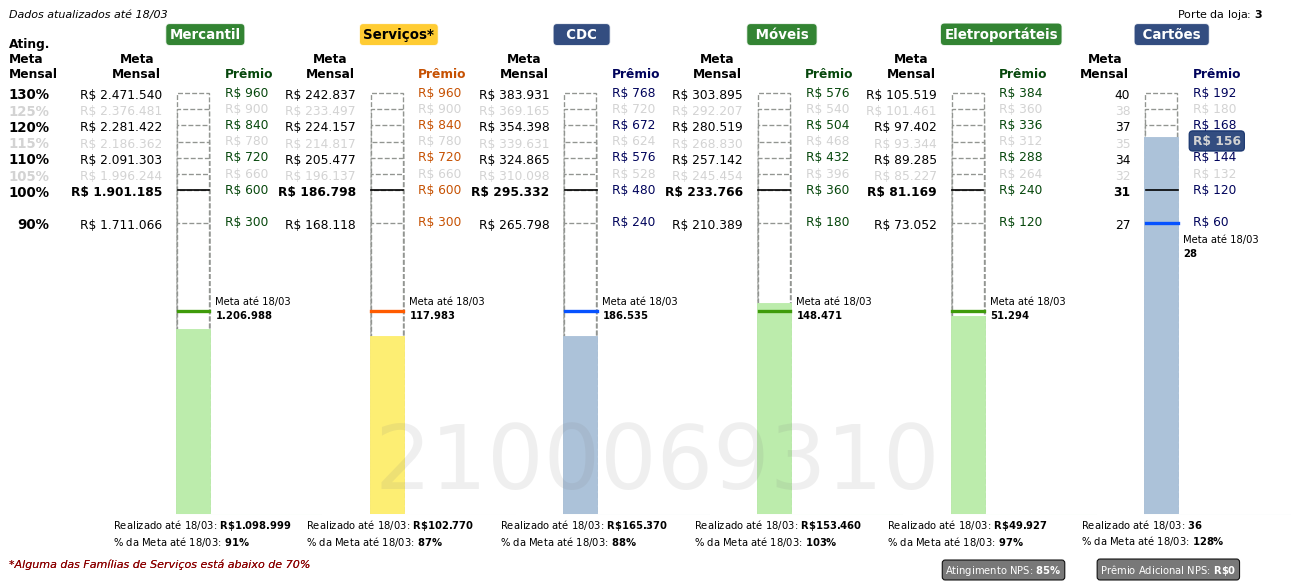 Dados atualizados até 18/03
Porte da loja: 3
Mercantil Serviços* CDC Móveis Eletroportáteis Cartões
Ating. Meta Mensal Meta Mensal Prêmio Meta Mensal Prêmio Meta Mensal Prêmio Meta Mensal Prêmio Meta Mensal Prêmio Meta Mensal Prêmio
130% R$ 2.471.540 R$ 960 R$ 242.837 R$ 960 R$ 383.931 R$ 768 R$ 303.895 R$ 576 R$ 105.519 R$ 384 40 R$ 192
125% R$ 2.376.481 R$ 900 R$ 233.497 R$ 900 R$ 369.165 R$ 720 R$ 292.207 R$ 540 R$ 101.461 R$ 360 38 R$ 180
120% R$ 2.281.422 R$ 840 R$ 224.157 R$ 840 R$ 354.398 R$ 672 R$ 280.519 R$ 504 R$ 97.402 R$ 336 37 R$ 168
115% R$ 2.186.362 R$ 780 R$ 214.817 R$ 780 R$ 339.631 R$ 624 R$ 268.830 R$ 468 R$ 93.344 R$ 312 35 R$ 156
110% R$ 2.091.303 R$ 720 R$ 205.477 R$ 720 R$ 324.865 R$ 576 R$ 257.142 R$ 432 R$ 89.285 R$ 288 34 R$ 144
105% R$ 1.996.244 R$ 660 R$ 196.137 R$ 660 R$ 310.098 R$ 528 R$ 245.454 R$ 396 R$ 85.227 R$ 264 32 R$ 132
100% R$ 1.901.185 R$ 600 R$ 186.798 R$ 600 R$ 295.332 R$ 480 R$ 233.766 R$ 360 R$ 81.169 R$ 240 31 R$ 120
90% R$ 1.711.066 R$ 300 R$ 168.118 R$ 300 R$ 265.798 R$ 240 R$ 210.389 R$ 180 R$ 73.052 R$ 120 27 R$ 60
Meta até 18/03
28
Meta até 18/03 Meta até 18/03 Meta até 18/03 Meta até 18/03 Meta até 18/03
1.206.988 117.983 186.535 148.471 51.294
2100069310
Realizado até 18/03: R$1.098.999 Realizado até 18/03: R$102.770 Realizado até 18/03: R$165.370 Realizado até 18/03: R$153.460 Realizado até 18/03: R$49.927 Realizado até 18/03: 36
% da Meta até 18/03: 91% % da Meta até 18/03: 87% % da Meta até 18/03: 88% % da Meta até 18/03: 103% % da Meta até 18/03: 97% % da Meta até 18/03: 128%
*Alguma das Famílias de Serviços está abaixo de 70%
Atingimento NPS: 85% Prêmio Adicional NPS: R$0